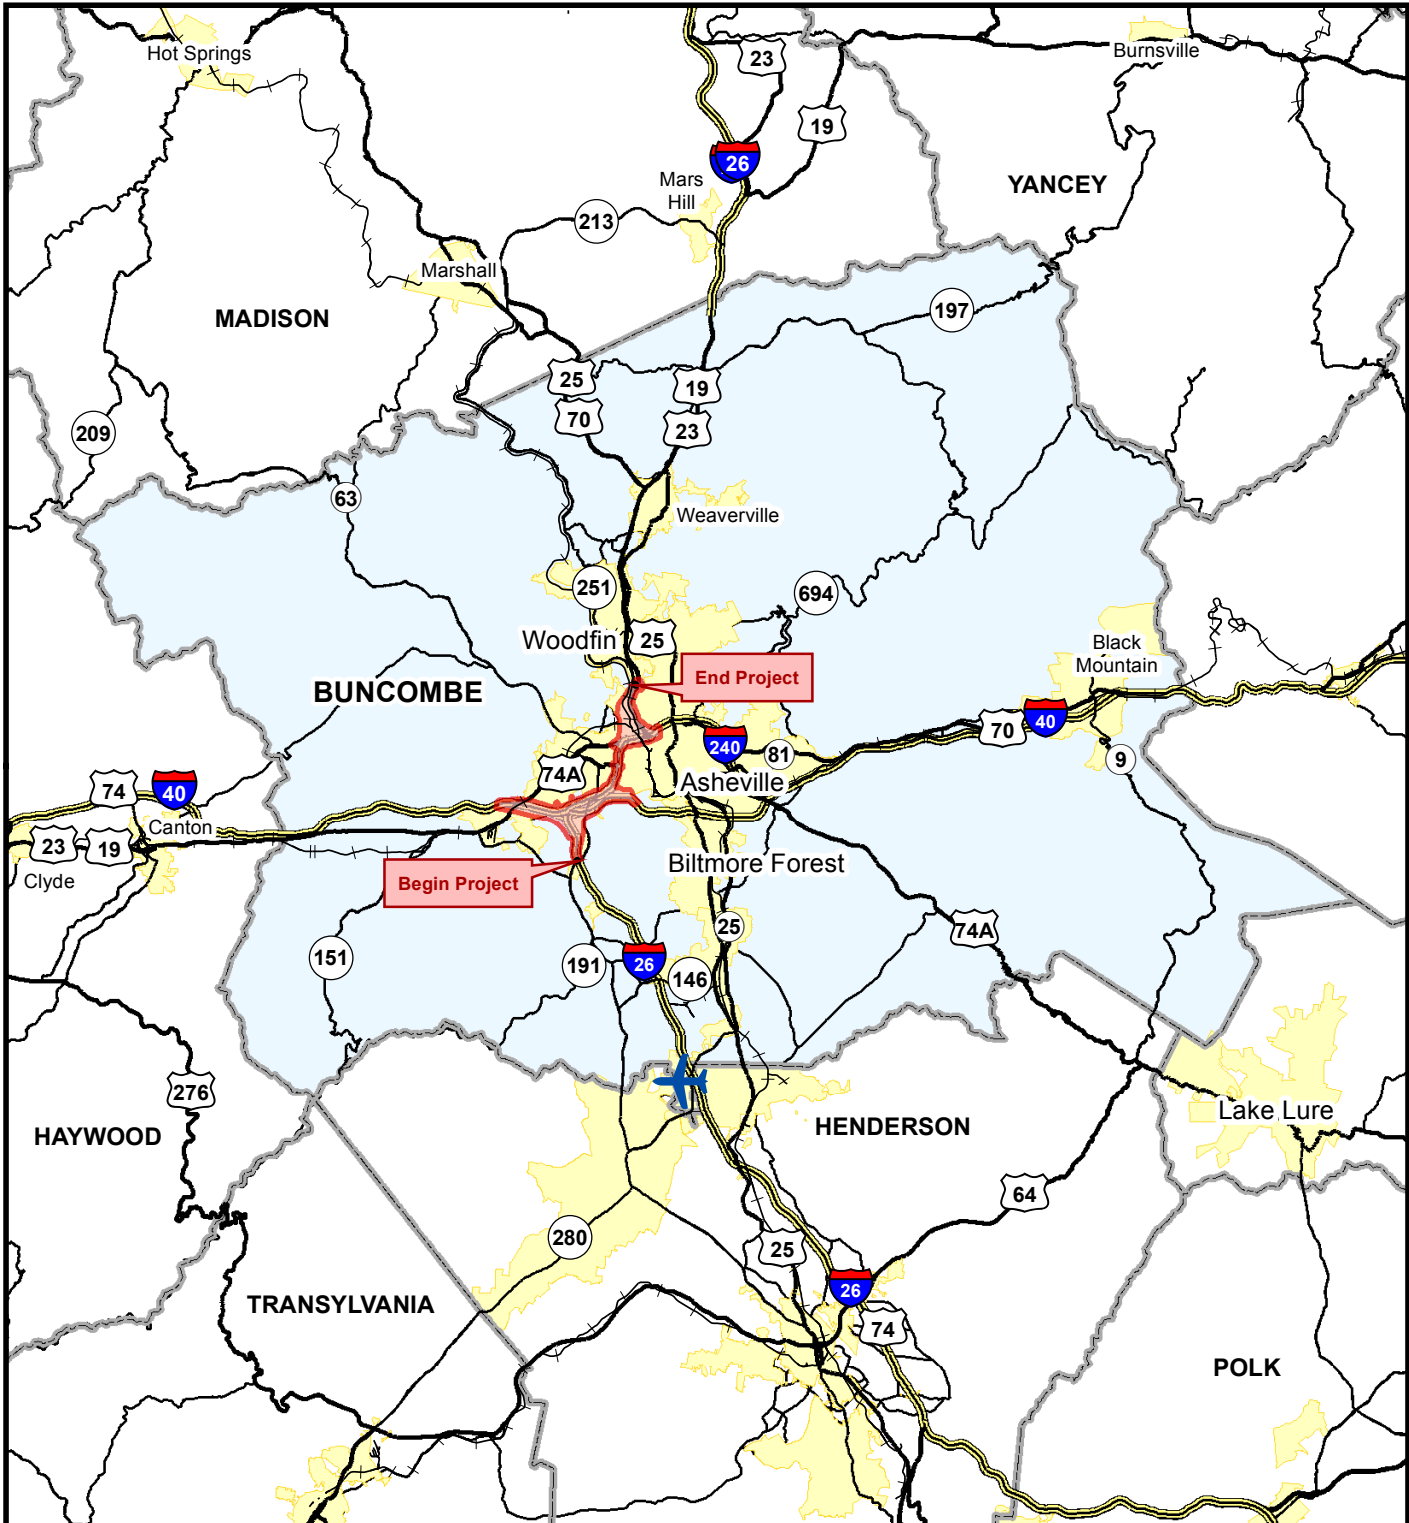 Hot Springs
23
Burnsville
19
26
Mars
Hill
YANCEY
213
Marshall
MADISON
197
25
19
70
23
209
63
Weaverville
251
694
Woodfin
25
Black
Mountain
End Project
BUNCOMBE
40
70
240
81
9
74A
74
40
Asheville
Canton
23
19
Clyde
Biltmore Forest
Begin Project
25
74A
151
191
26
146
276
Lake Lure
HAYWOOD
HENDERSON
64
280
25
26
TRANSYLVANIA
74
POLK